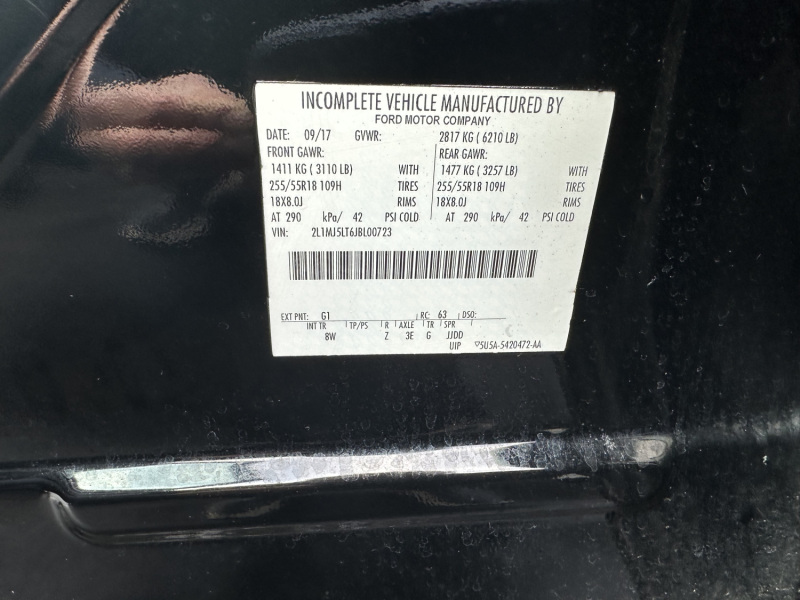 INCOMPLETE VEHICLE MANUFACTURED BY
FORD MOTOR COMPANY
DATE: 09/17 GVWR: 2817 KG ( 6210 LB)
FRONT GAWR: REAR GAWR:
1411 KG ( 3110 LB) WITH 1477 KG ( 3257 LB) WITH
255/55R18 109H TIRES 255/55R18 109H TIRES
18X8.0J RIMS 18X8.0J RIMS
AT 290 kPa/ 42 PSI COLD AT 290 kPa/ 42 PSI COLD
VIN: 2L1MJ5LT6JBL00723
EXT PNT: G1 RC: 63 DSO:
INT TR TP/PS R AXLE TR SPR
8W Z 3E G JJDD
UIP 5U5A-5420472-AA